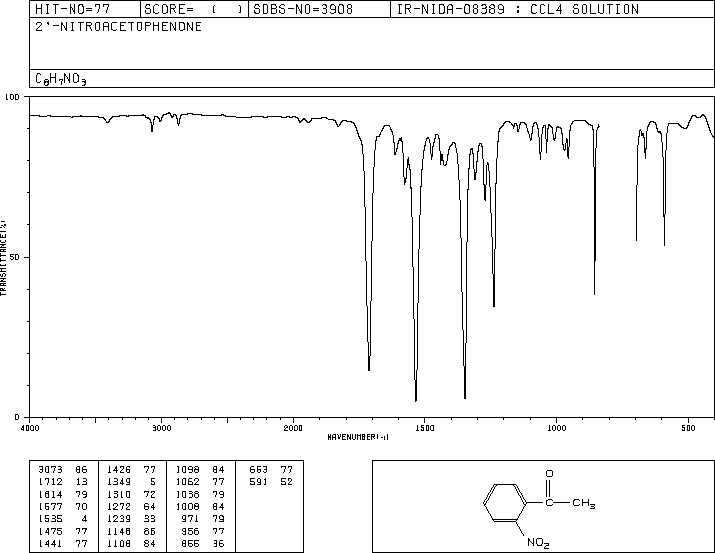 HIT-NO=77 SCORE= ( ) SDBS-NO=3908 IR-NIDA-08389 : CCL4 SOLUTION
2'-NITROACETOPHENONE
C8H7NO3
100
50
0
TRANSMITTANCE(%)
4000 3000 2000 1500 1000 500
WAVENUMBER(-1)
3073 86 1426 77 1098 84 663 77
1712 13 1349 5 1062 77 591 52
1614 79 1310 72 1038 79
1577 70 1272 64 1008 84
1535 4 1239 33 971 79
1475 77 1148 86 956 77
1441 77 1108 84 855 36
O
C
CH3
NO2